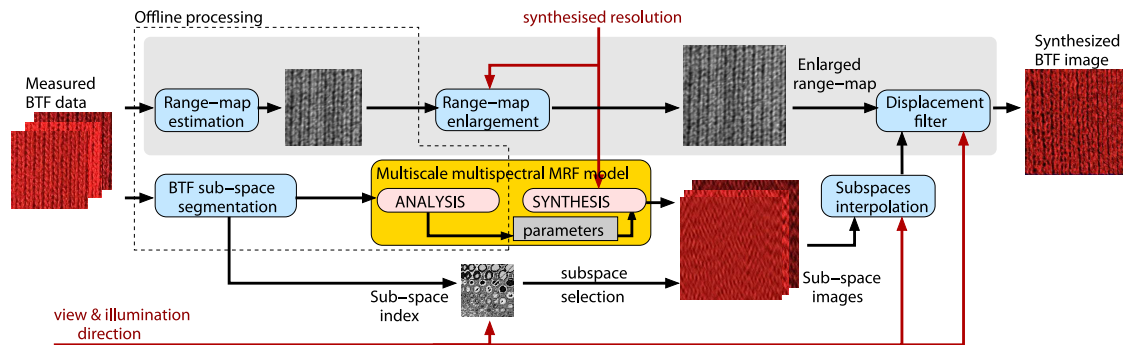 Offline processing
synthesised resolution
Synthesized
BTF image
Measured
BTF data
Range−map
estimation
Range−map
enlargement
Enlarged
range−map
Displacement
filter
Multiscale multispectral MRF model
BTF sub−space
segmentation
ANALYSIS
SYNTHESIS
parameters
Subspaces
interpolation
Sub−space
index
subspace
selection
Sub−space
images
view & illumination
direction